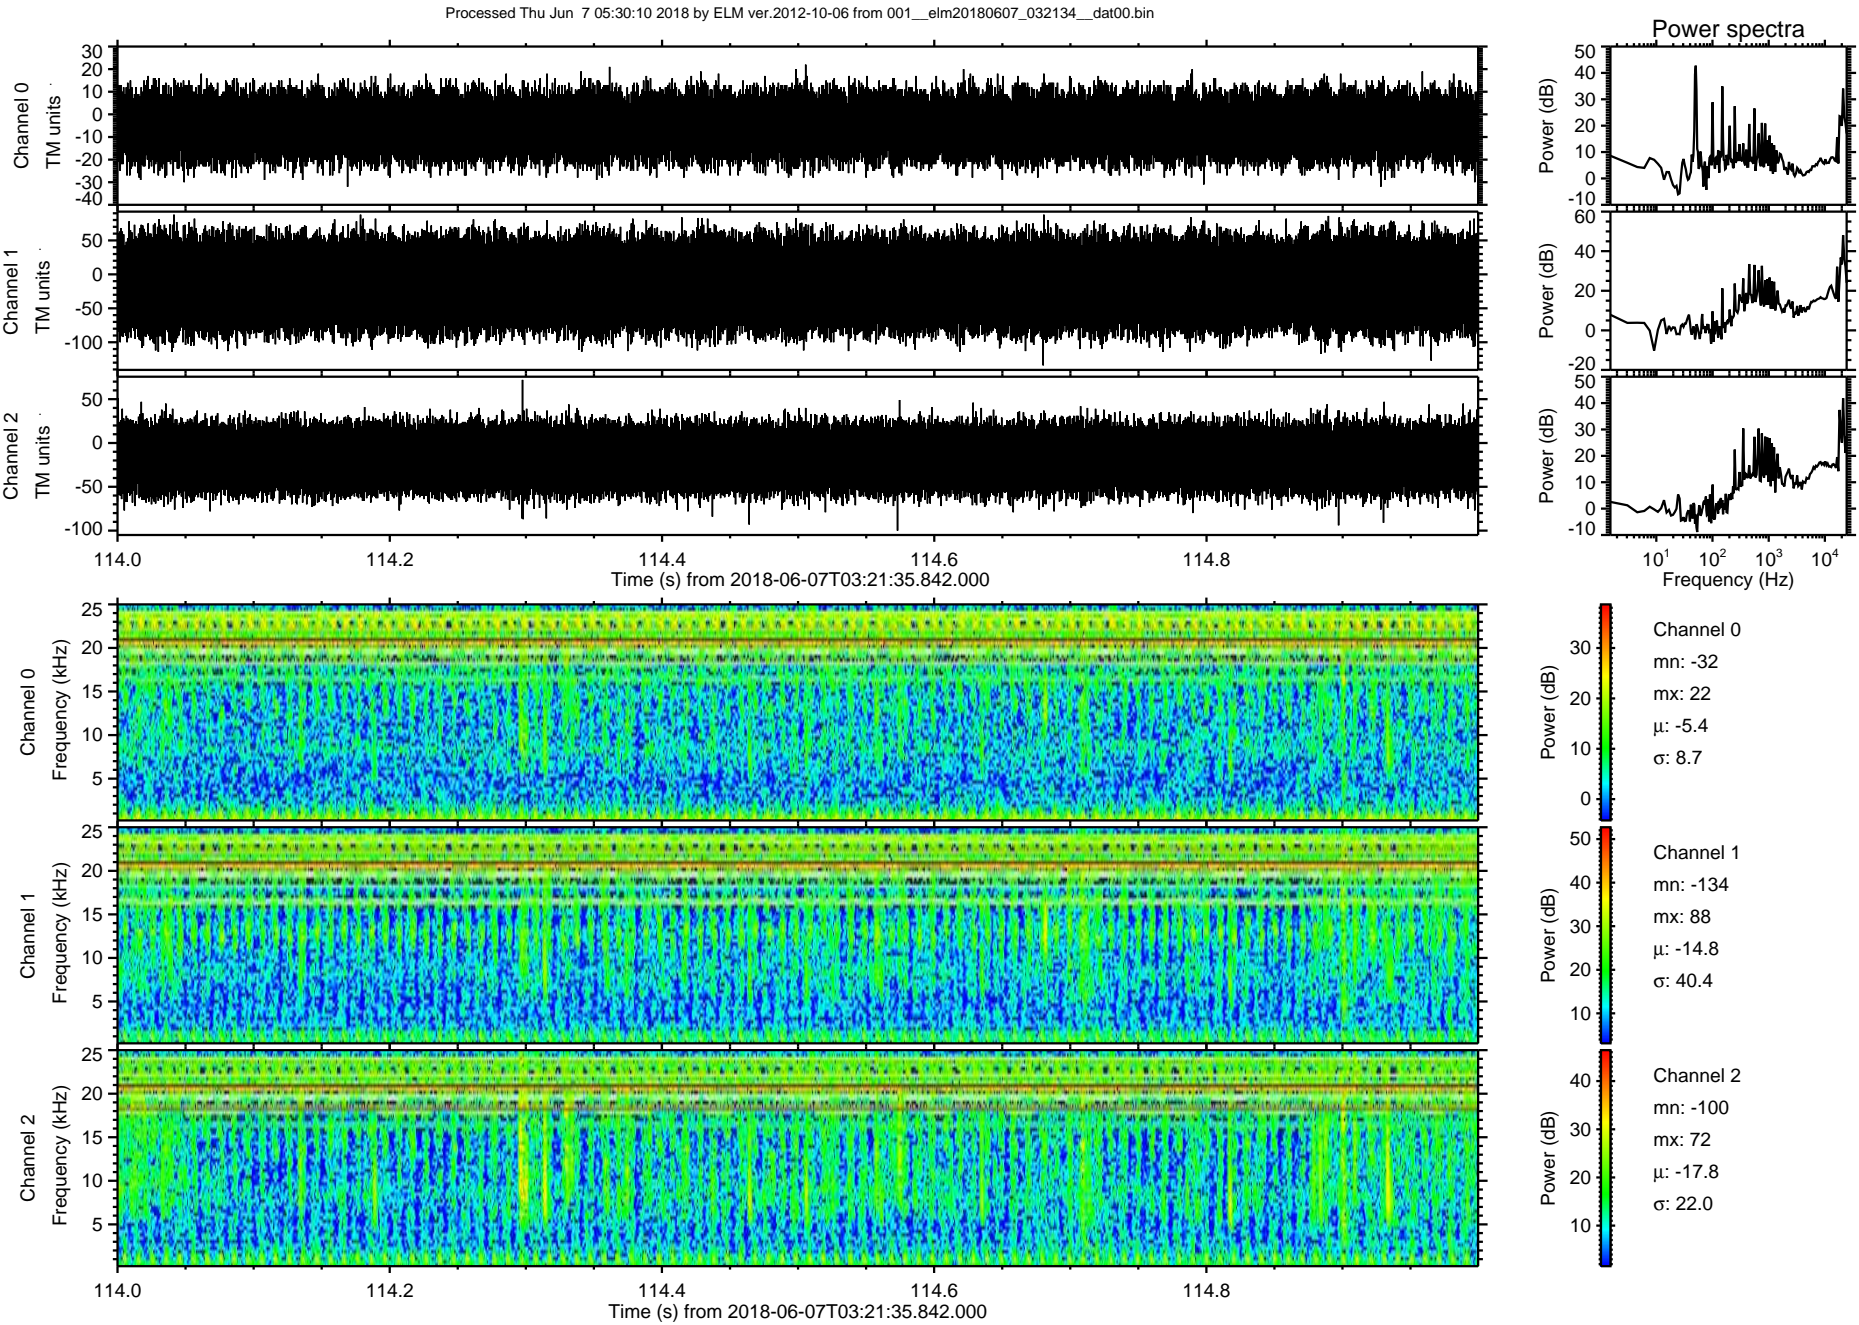 Processed Thu Jun  7 05:30:10 2018 by ELM ver.2012-10-06 from 001__elm20180607_032134__dat00.bin
Power spectra
Channel 0
TM units
30
20
10
0
-10
-20
-30
-40
Power (dB)
50
40
30
20
10
0
-10
Channel 1
TM units
50
0
-50
-100
Power (dB)
60
40
20
0
-20
Channel 2
TM units
50
0
-50
-100
Power (dB)
50
40
30
20
10
0
-10
114.0 114.2 114.4 114.6 114.8
Time (s) from 2018-06-07T03:21:35.842.000
10^1 10^2 10^3 10^4
Frequency (Hz)
Channel 0
Frequency (kHz)
25
20
15
10
5
Power (dB)
30
20
10
0
Channel 0
mn: -32
mx: 22
µ: -5.4
σ: 8.7
Channel 1
Frequency (kHz)
25
20
15
10
5
Power (dB)
50
40
30
20
10
Channel 1
mn: -134
mx: 88
µ: -14.8
σ: 40.4
Channel 2
Frequency (kHz)
25
20
15
10
5
Power (dB)
40
30
20
10
Channel 2
mn: -100
mx: 72
µ: -17.8
σ: 22.0
114.0 114.2 114.4 114.6 114.8
Time (s) from 2018-06-07T03:21:35.842.000